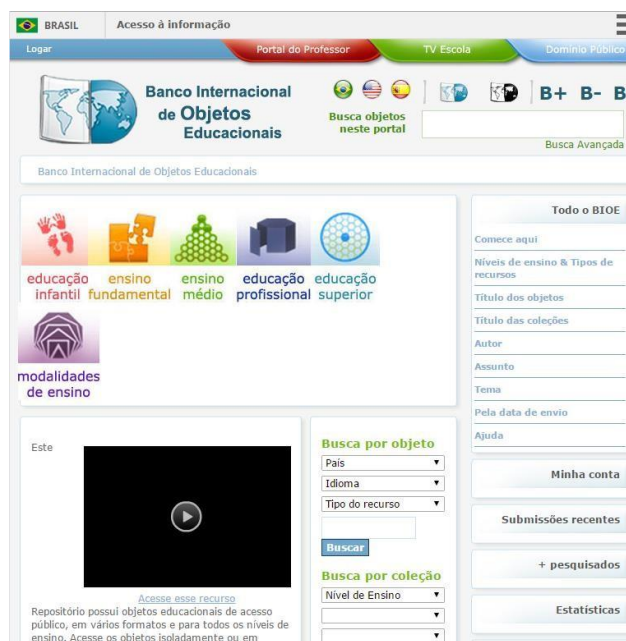 BRASIL
Acesso à informação
Logar
Portal do Professor
TV Escola
Domínio Público
Banco Internacional
de Objetos
Educacionais
Busca objetos
neste portal
B+ B- B
Busca Avançada
Banco Internacional de Objetos Educacionais
educação
infantil
ensino
fundamental
ensino
médio
educação
profissional
educação
superior
modalidades
de ensino
Este
Acesse esse recurso
Repositório possui objetos educacionais de acesso
público, em vários formatos e para todos os níveis de
ensino. Acesse os objetos isoladamente ou em
Busca por objeto
País
Idioma
Tipo do recurso
Buscar
Busca por coleção
Nível de Ensino
Todo o BIOE
Comece aqui
Níveis de ensino & Tipos de
recursos
Título dos objetos
Título das coleções
Autor
Assunto
Tema
Pela data de envio
Ajuda
Minha conta
Submissões recentes
+ pesquisados
Estatísticas